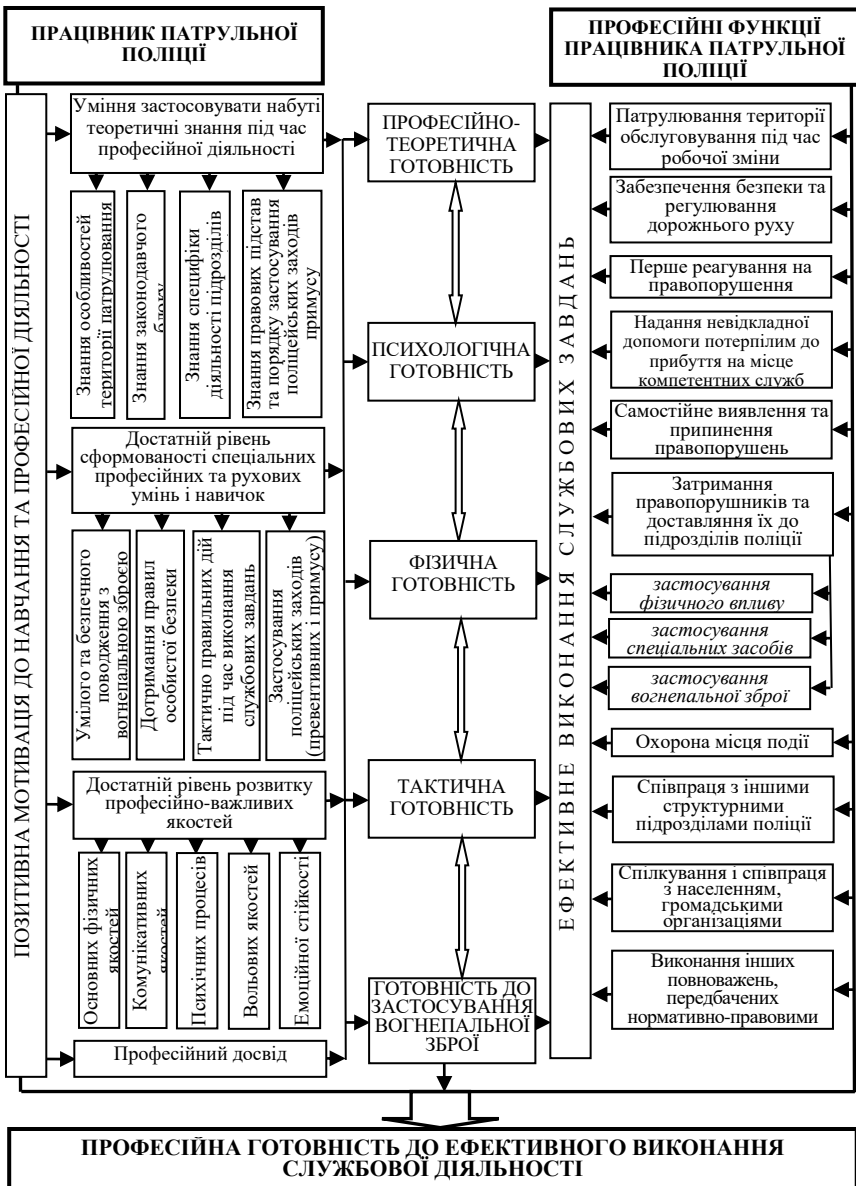 ПРАЦІВНИК ПАТРУЛЬНОЇ
ПОЛІЦІЇ
ПРОФЕСІЙНІ ФУНКЦІЇ
ПРАЦІВНИКА ПАТРУЛЬНОЇ
ПОЛІЦІЇ
ПОЗИТИВНА МОТИВАЦІЯ ДО НАВЧАННЯ ТА ПРОФЕСІЙНОЇ ДІЯЛЬНОСТІ
Уміння застосовувати набуті
теоретичні знання під час
професійної діяльності
Знання особливостей
території патрулювання
Знання законодавчого
блоку
Знання специфіки
діяльності підрозділів
Знання правових підстав
та порядку застосування
поліцейських заходів
примусу
Достатній рівень
сформованості спеціальних
професійних та рухових
умінь і навичок
Умілого та безпечного
поводження з
вогнепальною зброєю
Дотримання правил
особистої безпеки
Тактично правильних дій
під час виконання
службових завдань
Застосування
поліцейських заходів
(превентивних і примусу)
Достатній рівень розвитку
професійно-важливих
якостей
Основних фізичних
якостей
Комунікативних
якостей
Психічних процесів
Вольових якостей
Емоційної стійкості
Професійний досвід
ПРОФЕСІЙНО-
ТЕОРЕТИЧНА
ГОТОВНІСТЬ
ПСИХОЛОГІЧНА
ГОТОВНІСТЬ
ФІЗИЧНА
ГОТОВНІСТЬ
ТАКТИЧНА
ГОТОВНІСТЬ
ГОТОВНІСТЬ ДО
ЗАСТОСУВАННЯ
ВОГНЕПАЛЬНОЇ
ЗБРОЇ
ЕФЕКТИВНЕ ВИКОНАННЯ СЛУЖБОВИХ ЗАВДАНЬ
Патрулювання території
обслуговування під час
робочої зміни
Забезпечення безпеки та
регулювання
дорожнього руху
Перше реагування на
правопорушення
Надання невідкладної
допомоги потерпілим до
прибуття на місце
компетентних служб
Самостійне виявлення та
припинення
правопорушень
Затримання
правопорушників та
доставляння їх до
підрозділів поліції
застосування
фізичного впливу
застосування
спеціальних засобів
застосування
вогнепальної зброї
Охорона місця події
Співпраця з іншими
структурними
підрозділами поліції
Спілкування і співпраця
з населенням,
громадськими
організаціями
Виконання інших
повноважень,
передбачених
нормативно-правовими
ПРОФЕСІЙНА ГОТОВНІСТЬ ДО ЕФЕКТИВНОГО ВИКОНАННЯ
СЛУЖБОВОЇ ДІЯЛЬНОСТІ